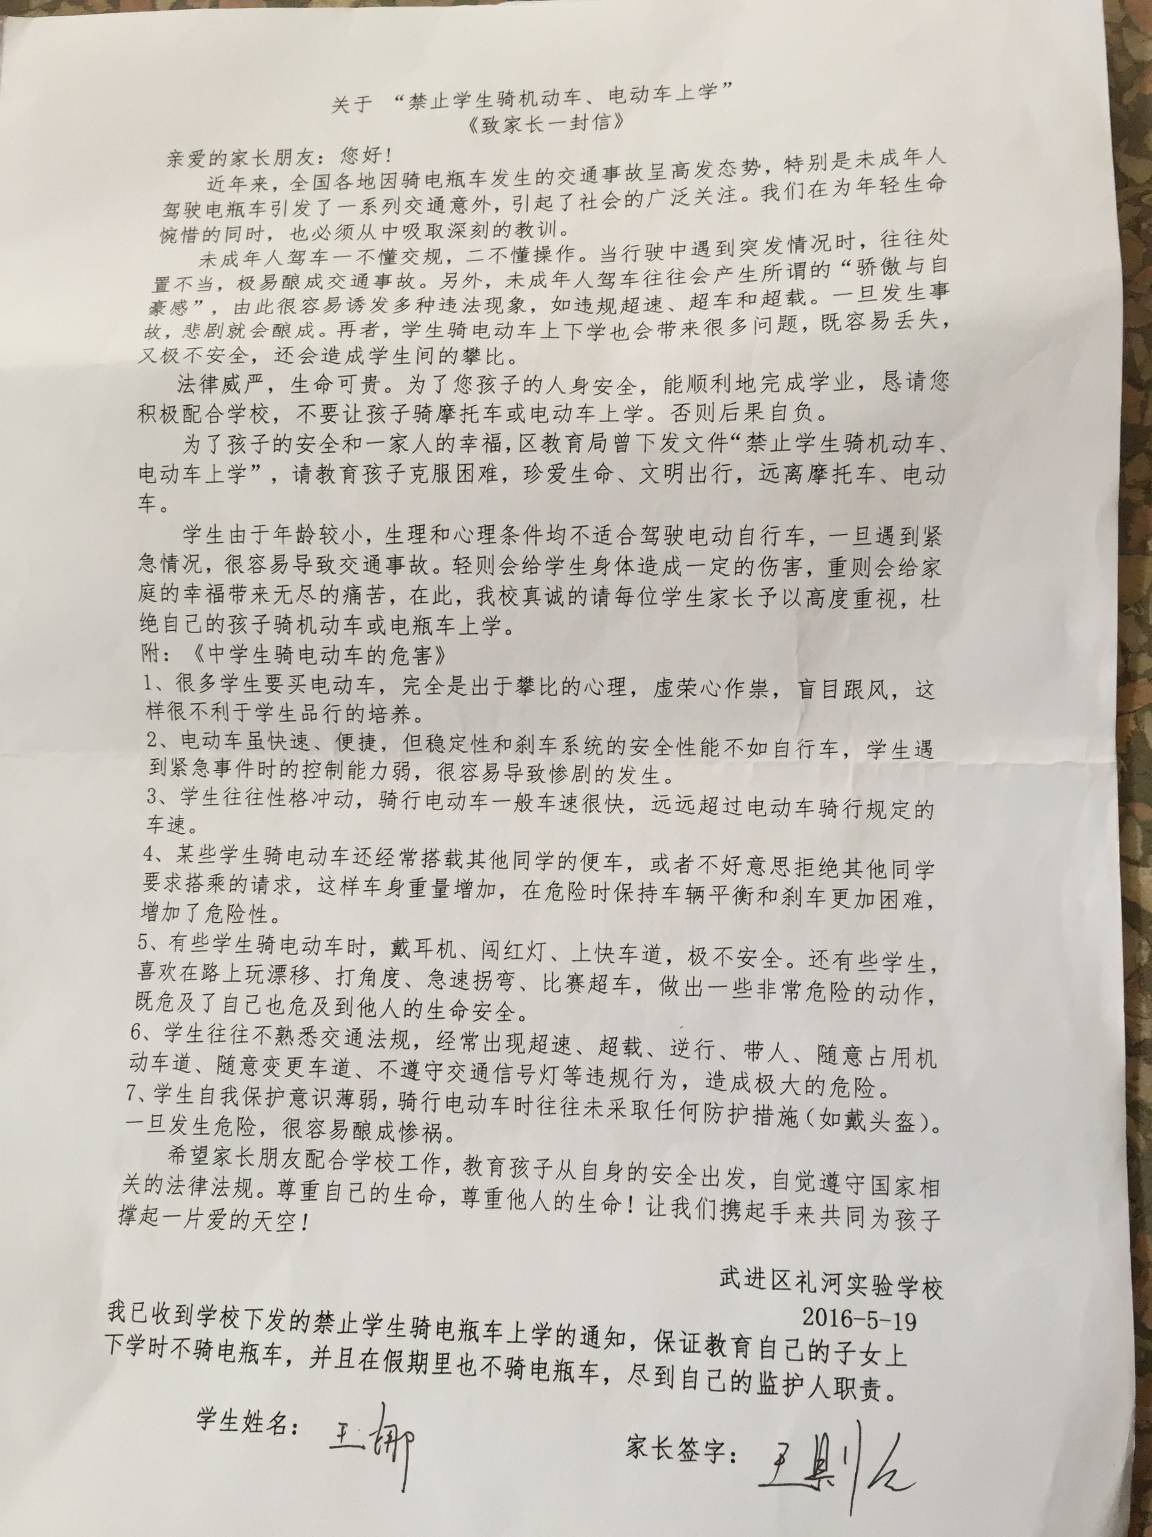 关于 “禁止学生骑机动车、电动车上学”
《致家长一封信》
亲爱的家长朋友：您好！
近年来，全国各地因骑电瓶车发生的交通事故呈高发态势，特别是未成年人
驾驶电瓶车引发了一系列交通意外，引起了社会的广泛关注。我们在为年轻生命
惋惜的同时，也必须从中吸取深刻的教训。
未成年人驾车一不懂交规，二不懂操作。当行驶中遇到突发情况时，往往处
置不当，极易酿成交通事故。另外，未成年人驾车往往会产生所谓的“骄傲与自
豪感”，由此很容易诱发多种违法现象，如违规超速、超车和超载。一旦发生事
故，悲剧就会酿成。再者，学生骑电动车上下学也会带来很多问题，既容易丢失，
又极不安全，还会造成学生间的攀比。
法律威严，生命可贵。为了您孩子的人身安全，能顺利地完成学业，恳请您
积极配合学校，不要让孩子骑摩托车或电动车上学。否则后果自负。
为了孩子的安全和一家人的幸福，区教育局曾下发文件“禁止学生骑机动车、
电动车上学”，请教育孩子克服困难，珍爱生命、文明出行，远离摩托车、电动
车。
学生由于年龄较小，生理和心理条件均不适合驾驶电动自行车，一旦遇到紧
急情况，很容易导致交通事故。轻则会给学生身体造成一定的伤害，重则会给家
庭的幸福带来无尽的痛苦，在此，我校真诚的请每位学生家长予以高度重视，杜
绝自己的孩子骑机动车或电瓶车上学。
附：《中学生骑电动车的危害》
1、很多学生要买电动车，完全是出于攀比的心理，虚荣心作祟，盲目跟风，这
样很不利于学生品行的培养。
2、电动车虽快速、便捷，但稳定性和刹车系统的安全性能不如自行车，学生遇
到紧急事件时的控制能力弱，很容易导致惨剧的发生。
3、学生往往性格冲动，骑行电动车一般车速很快，远远超过电动车骑行规定的
车速。
4、某些学生骑电动车还经常搭载其他同学的便车，或者不好意思拒绝其他同学
要求搭乘的请求，这样车身重量增加，在危险时保持车辆平衡和刹车更加困难，
增加了危险性。
5、有些学生骑电动车时，戴耳机、闯红灯、上快车道，极不安全。还有些学生，
喜欢在路上玩漂移、打角度、急速拐弯、比赛超车，做出一些非常危险的动作，
既危及了自己也危及到他人的生命安全。
6、学生往往不熟悉交通法规，经常出现超速、超载、逆行、带人、随意占用机
动车道、随意变更车道、不遵守交通信号灯等违规行为，造成极大的危险。
7、学生自我保护意识薄弱，骑行电动车时往往未采取任何防护措施（如戴头盔）。
一旦发生危险，很容易酿成惨祸。
希望家长朋友配合学校工作，教育孩子从自身的安全出发，自觉遵守国家相
关的法律法规。尊重自己的生命，尊重他人的生命！让我们携起手来共同为孩子
撑起一片爱的天空！
武进区礼河实验学校
2016-5-19
我已收到学校下发的禁止学生骑电瓶车上学的通知，保证教育自己的子女上
下学时不骑电瓶车，并且在假期里也不骑电瓶车，尽到自己的监护人职责。
学生姓名： 王娜
家长签字： 王